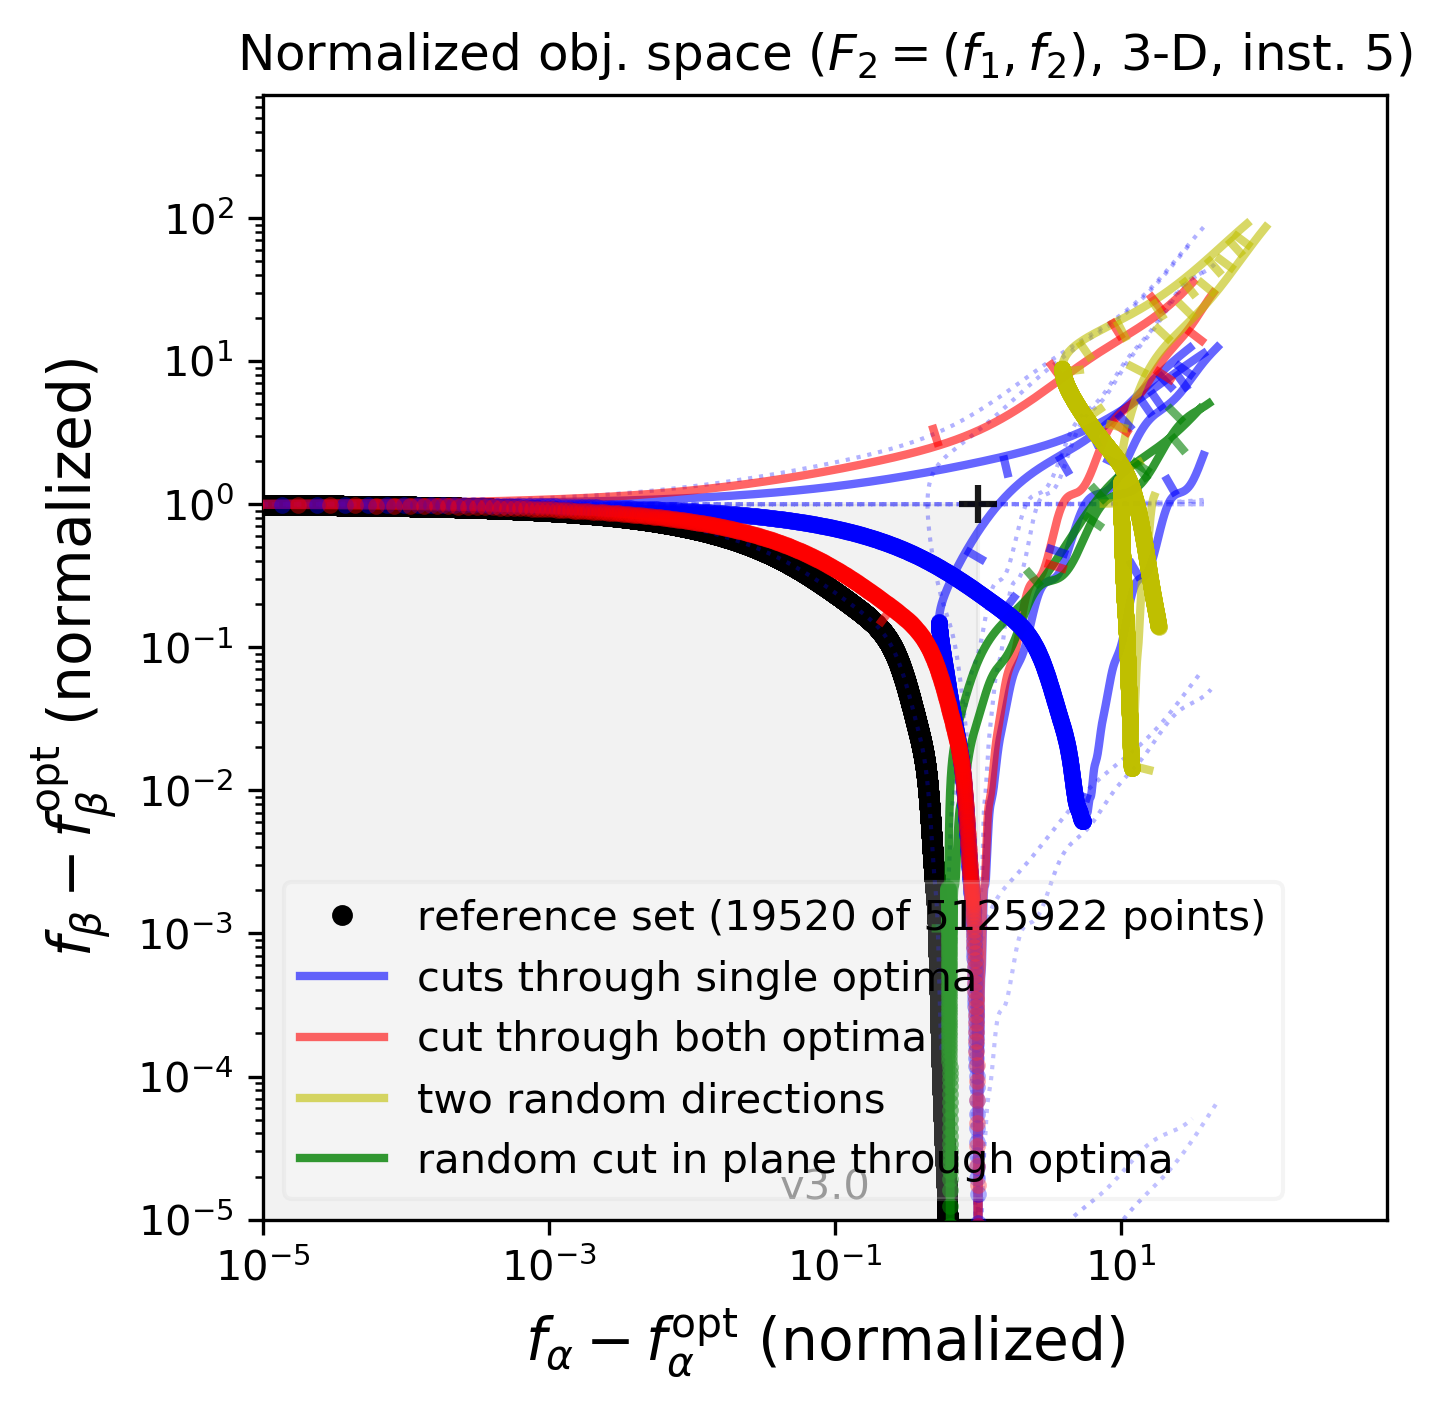 Normalized obj. space (F₂ = (f₁, f₂), 3-D, inst. 5)
f_β − f_β^opt (normalized)
10²
10¹
10⁰
10⁻¹
10⁻²
10⁻³
10⁻⁴
10⁻⁵
reference set (19520 of 5125922 points)
cuts through single optima
cut through both optima
two random directions
random cut in plane through optima
v3.0
10⁻⁵ 10⁻³ 10⁻¹ 10¹
f_α − f_α^opt (normalized)